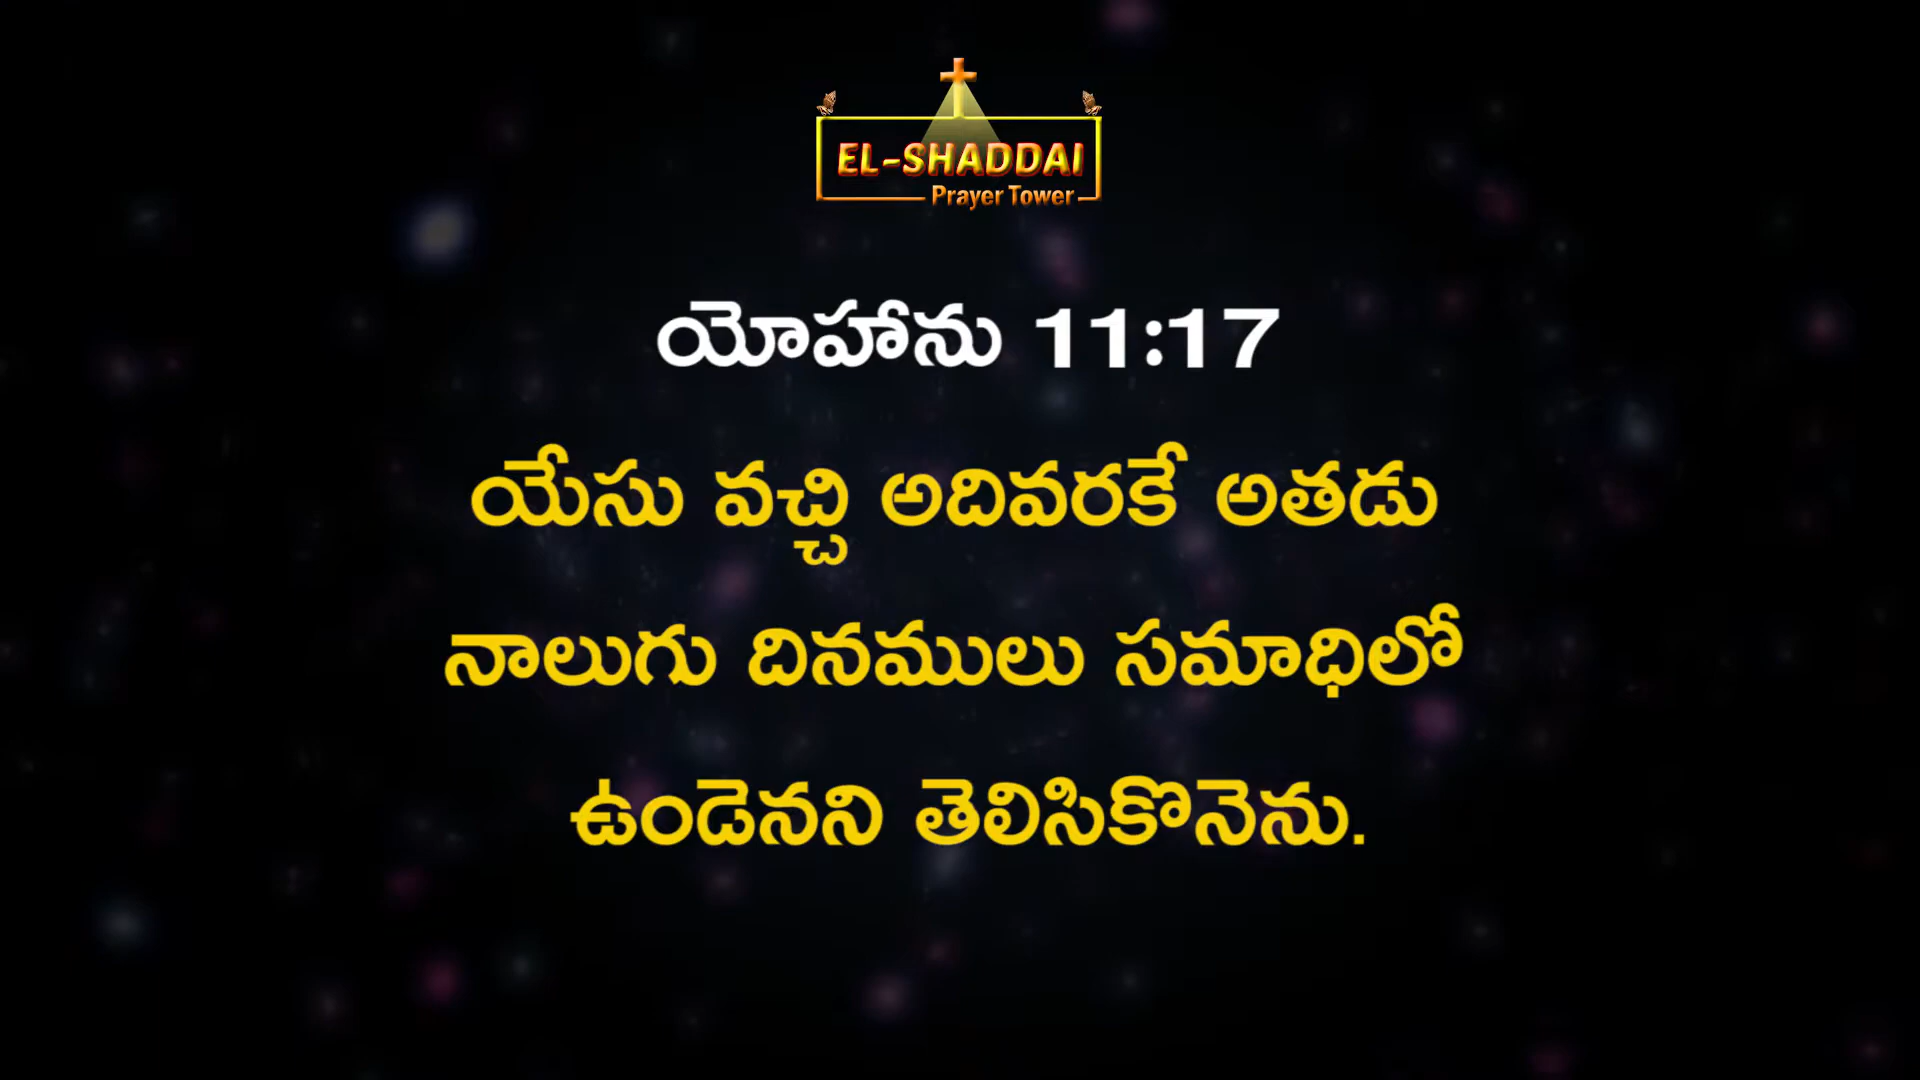 EL-SHADDAI
Prayer Tower
యోహాను 11:17
యేసు వచ్చి అదివరకే అతడు
నాలుగు దినములు సమాధిలో
ఉండెనని తెలిసికొనెను.